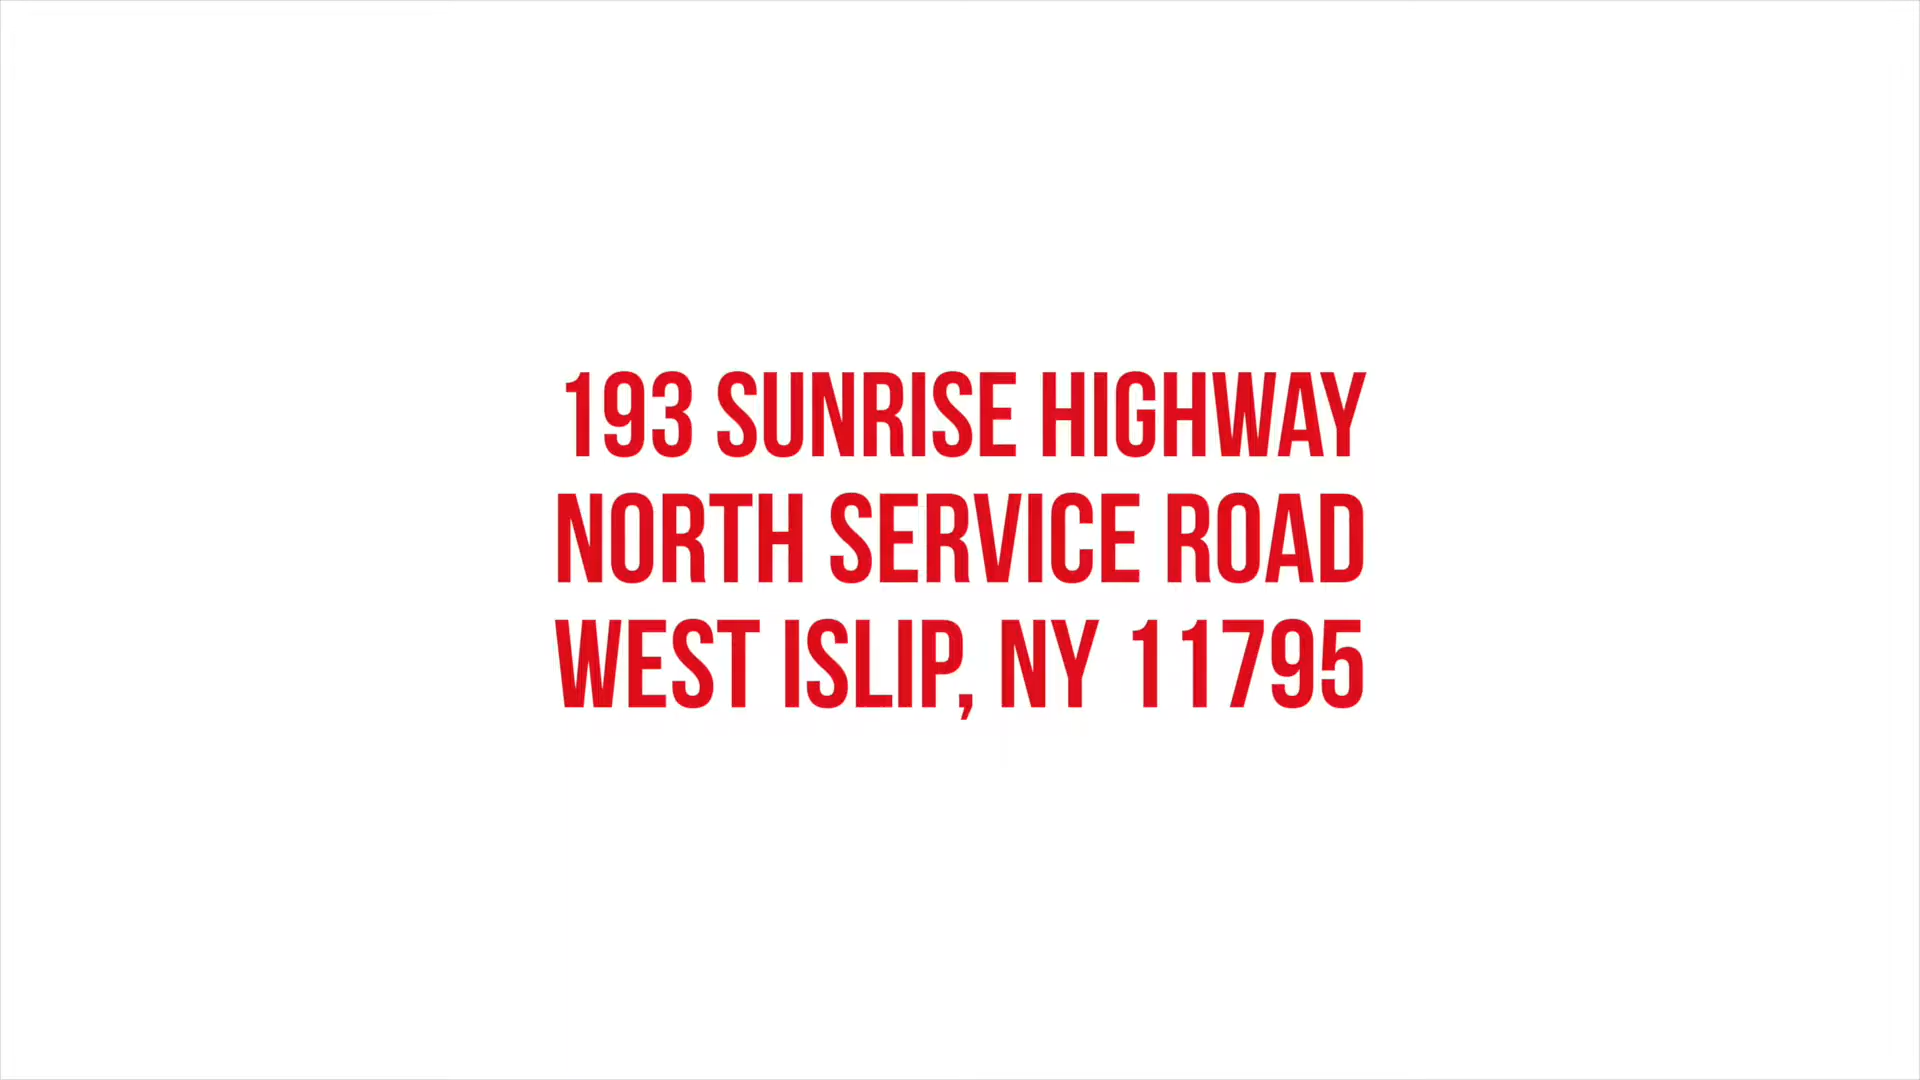 193 SUNRISE HIGHWAY
NORTH SERVICE ROAD
WEST ISLIP, NY 11795